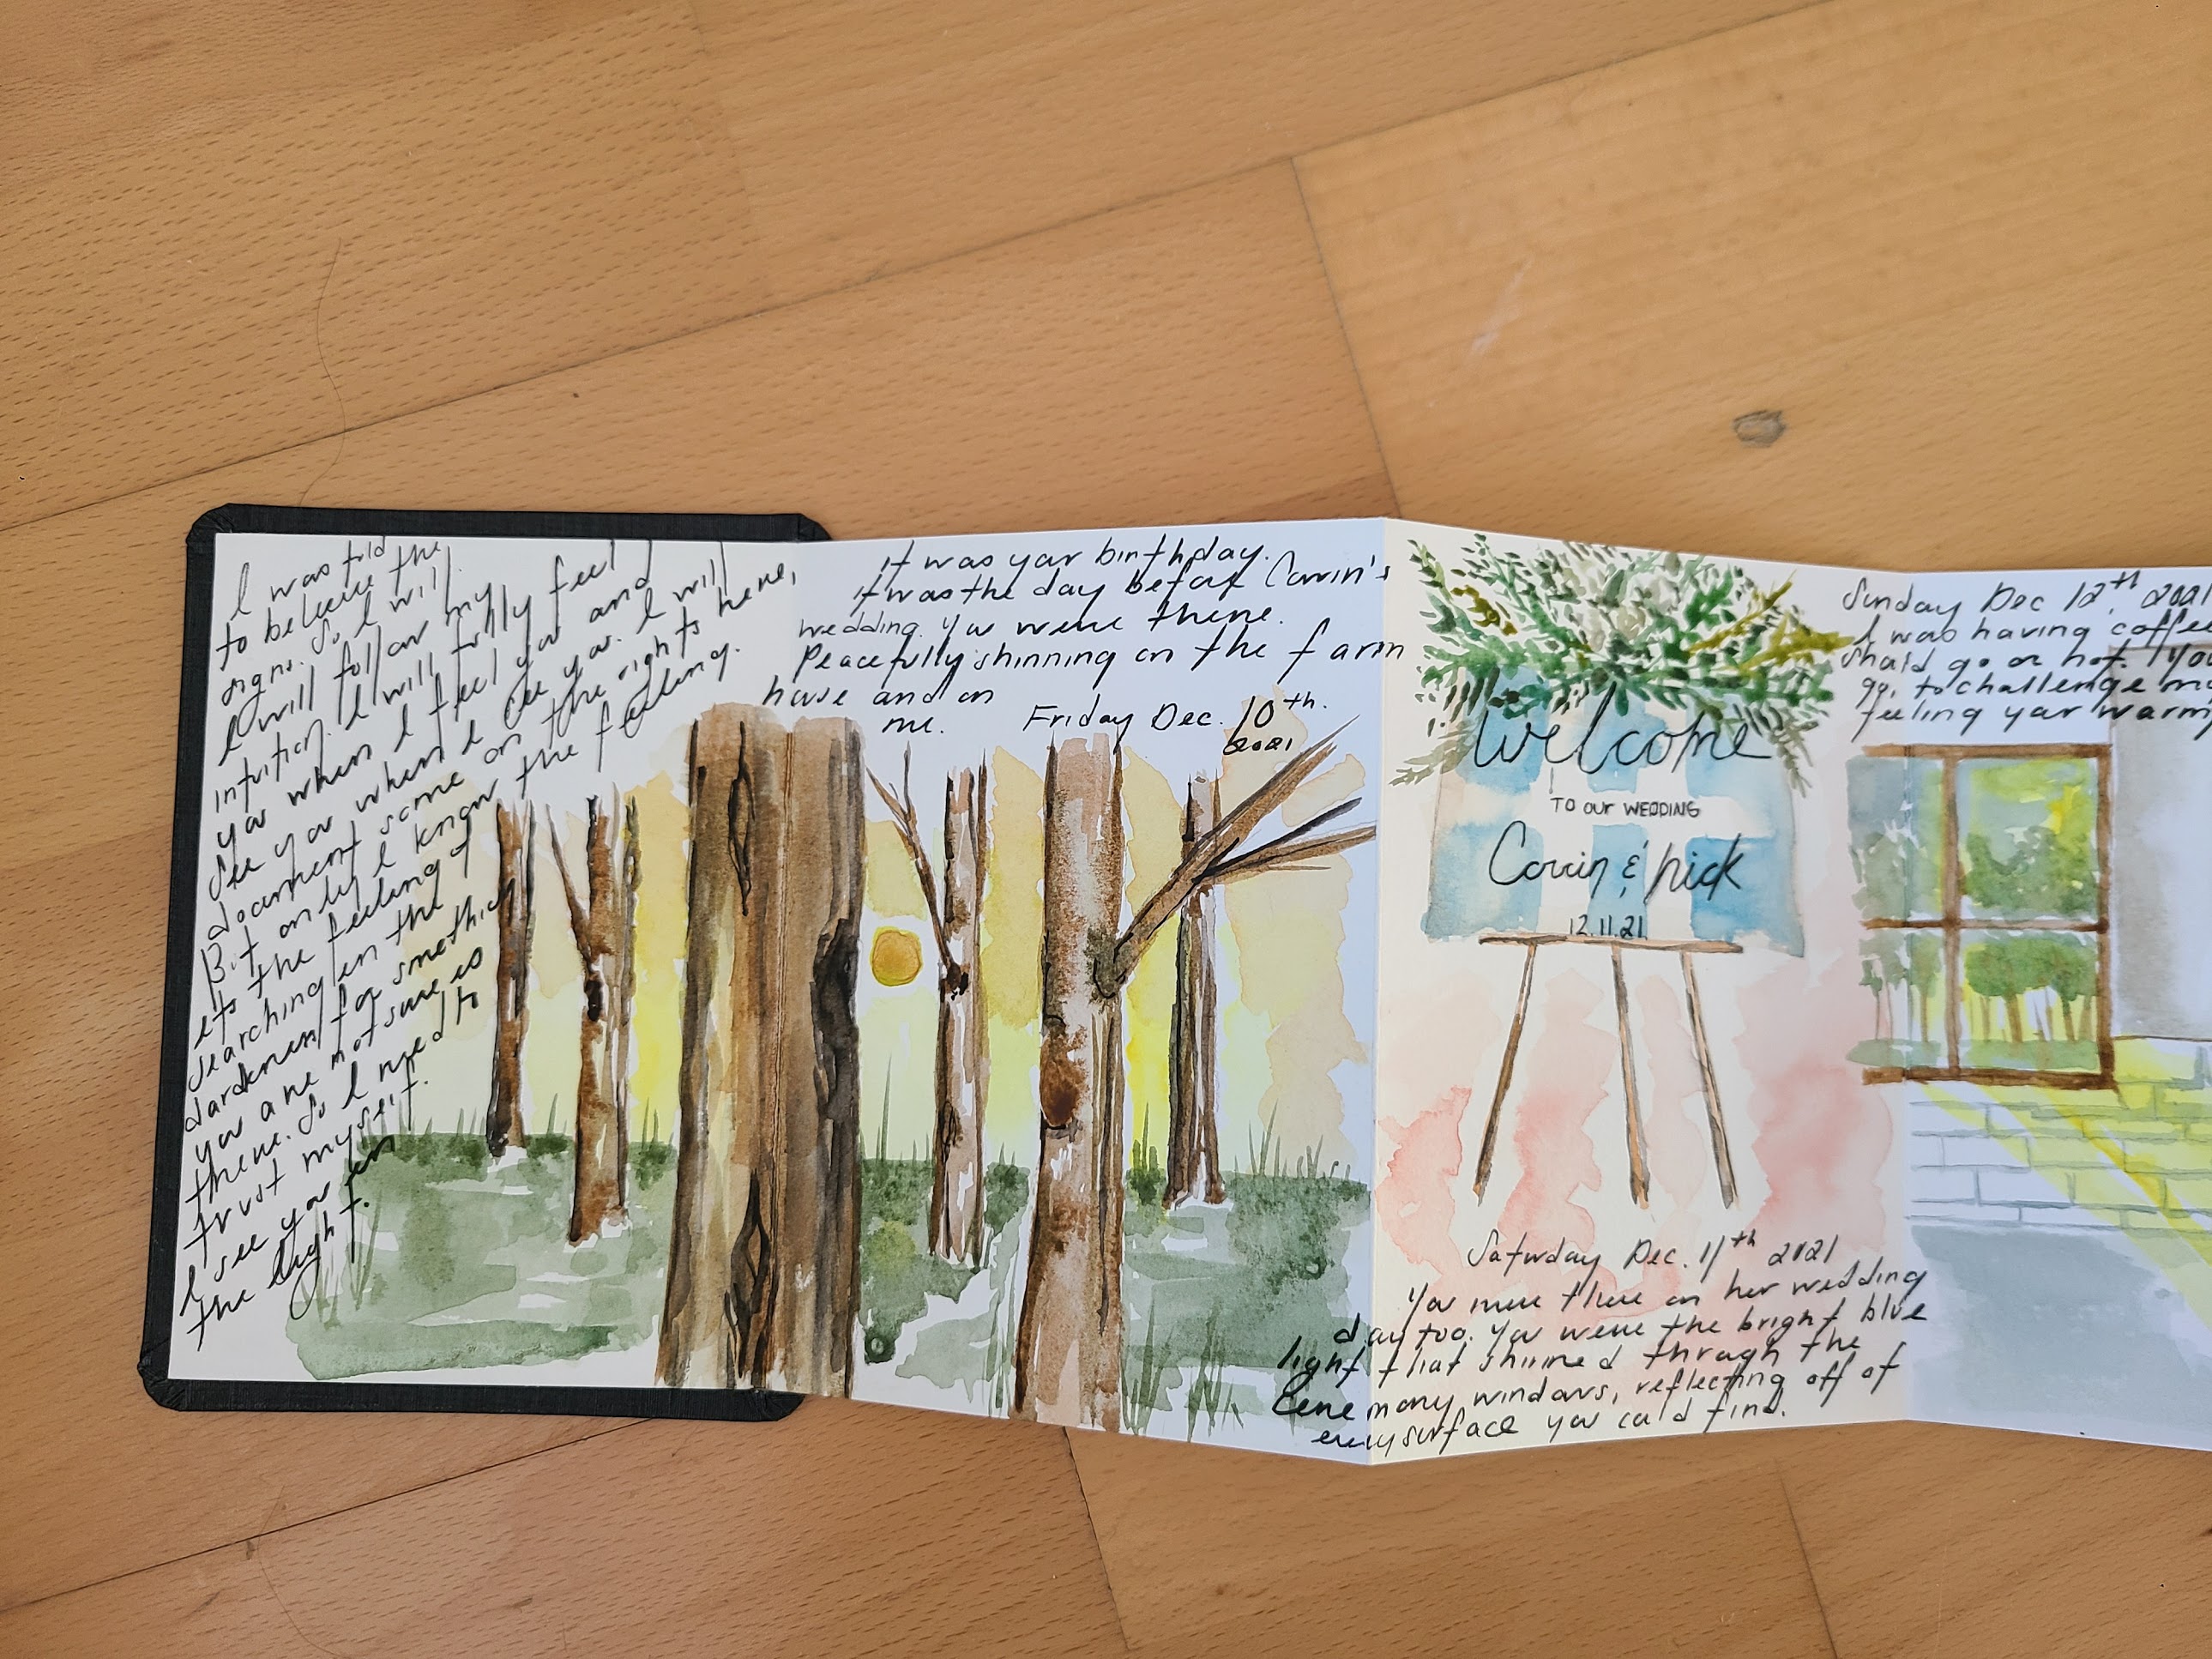 I was told
to believe the
signs. So I will.
I will follow my
intuition. I will fully feel
you when I feel you and
see you when I see you. I will
document some on the rights here,
But only I know the feeling.
its the feeling of
searching in the
darkness for something
you are not sure is
there. So I need to
trust myself.
I see you in
the light.
it was your birthday.
it was the day before Corrin's
wedding. you were there.
Peacefully shinning on the farm
house and on
me.
Friday Dec. 10th.
2021
Welcome
TO OUR WEDDING
Corrin & Nick
12.11.21
Saturday Dec. 11th 2021
You were there on her wedding
day too. You were the bright blue
light that shinned through the
Ceremony windows, reflecting off of
every surface you could find.
Sunday Dec 12th, 2021
I was having coffee
should go or not. You
go, to challenge my
feeling your warm